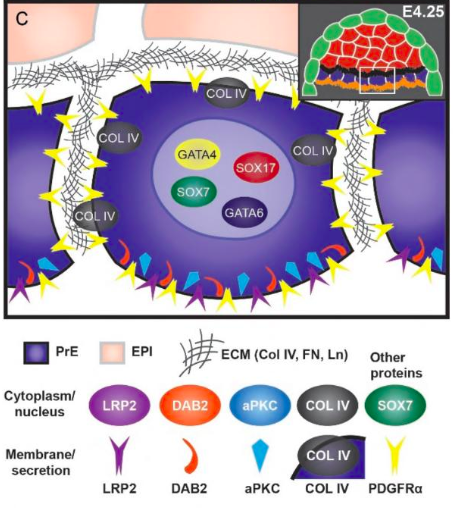 C
E4.25
COL IV
COL IV
COL IV
COL IV
GATA4
SOX17
SOX7
GATA6
PrE
EPI
ECM (Col IV, FN, Ln)
Other
proteins
Cytoplasm/
nucleus
LRP2
DAB2
aPKC
COL IV
SOX7
Membrane/
secretion
COL IV
LRP2
DAB2
aPKC
COL IV
PDGFRα